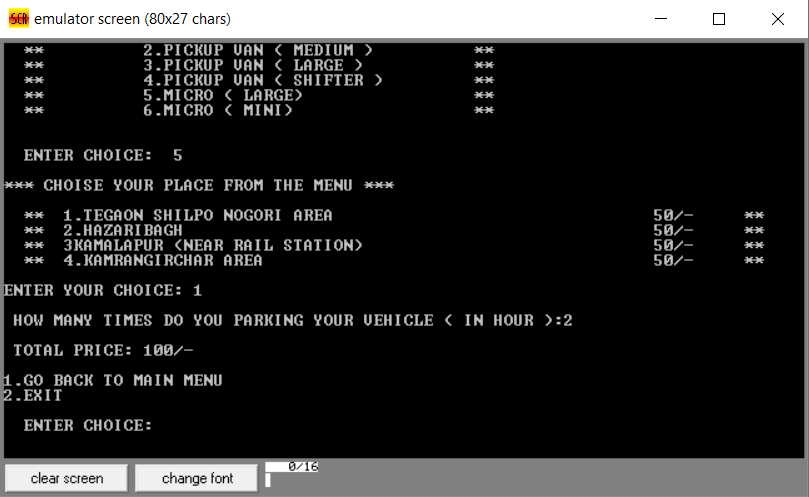 SCR emulator screen (80x27 chars)
** 2.PICKUP VAN ( MEDIUM ) **
** 3.PICKUP VAN ( LARGE ) **
** 4.PICKUP VAN ( SHIFTER ) **
** 5.MICRO ( LARGE) **
** 6.MICRO ( MINI) **
ENTER CHOICE: 5
*** CHOISE YOUR PLACE FROM THE MENU ***
** 1.TEGAON SHILPO NOGORI AREA 50/- **
** 2.HAZARIBAGH 50/- **
** 3KAMALAPUR (NEAR RAIL STATION) 50/- **
** 4.KAMRANGIRCHAR AREA 50/- **
ENTER YOUR CHOICE: 1
HOW MANY TIMES DO YOU PARKING YOUR VEHICLE ( IN HOUR ):2
TOTAL PRICE: 100/-
1.GO BACK TO MAIN MENU
2.EXIT
ENTER CHOICE:
clear screen change font 0/16